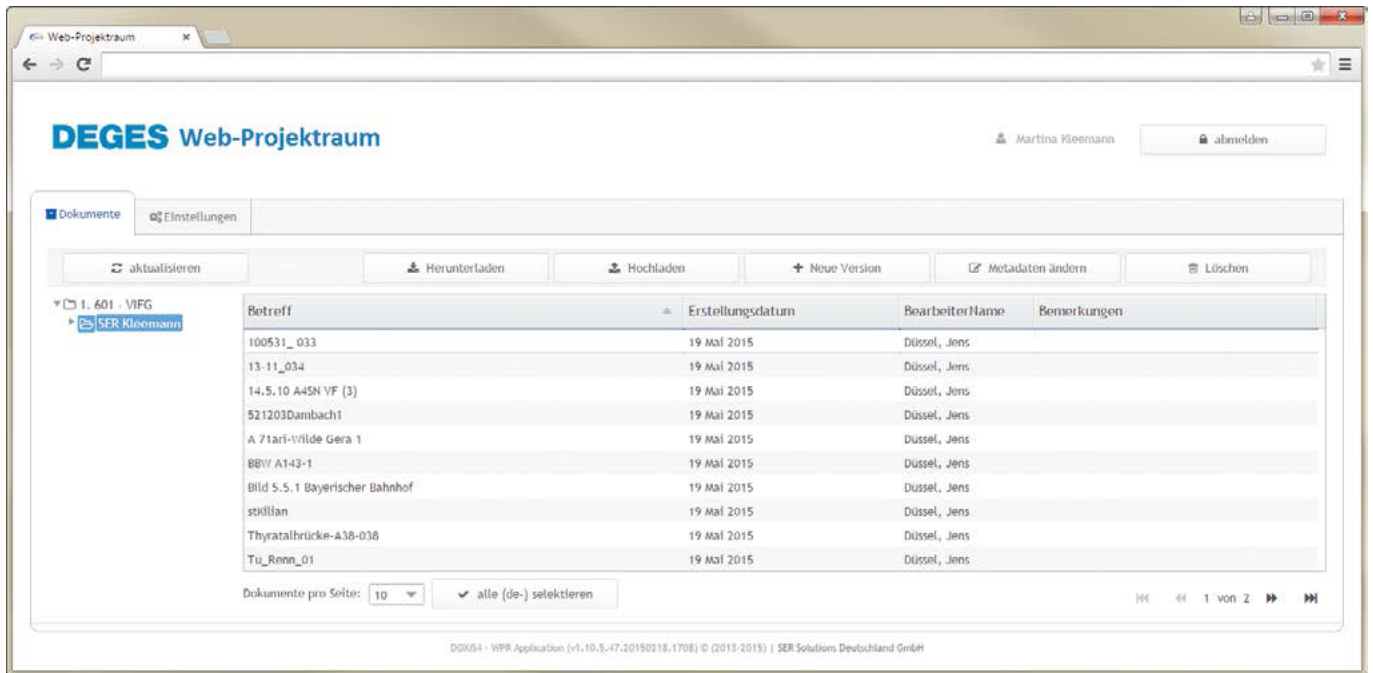 Web-Projektraum
DEGES Web-Projektraum
Martina Kleemann
abmelden
Dokumente
Einstellungen
aktualisieren
Herunterladen
Hochladen
Neue Version
Metadaten ändern
Löschen
1. 601 - VIFG
SER Kleemann
Betreff Erstellungsdatum BearbeiterName Bemerkungen
100531_ 033 19 Mai 2015 Düssel, Jens
13-11_034 19 Mai 2015 Düssel, Jens
14.5.10 A4SN VF (3) 19 Mai 2015 Düssel, Jens
521203Dambach1 19 Mai 2015 Düssel, Jens
A 71ari-Wilde Gera 1 19 Mai 2015 Düssel, Jens
BBW A143-1 19 Mai 2015 Düssel, Jens
Bild 5.5.1 Bayerischer Bahnhof 19 Mai 2015 Düssel, Jens
stKilian 19 Mai 2015 Düssel, Jens
Thyratalbrücke-A38-038 19 Mai 2015 Düssel, Jens
Tu_Renn_01 19 Mai 2015 Düssel, Jens
Dokumente pro Seite: 10 alle (de-) selektieren 1 von 2
DOXiS4 - WPR Application (v1.10.5.47.20150218.1708) © (2013-2015) | SER Solutions Deutschland GmbH